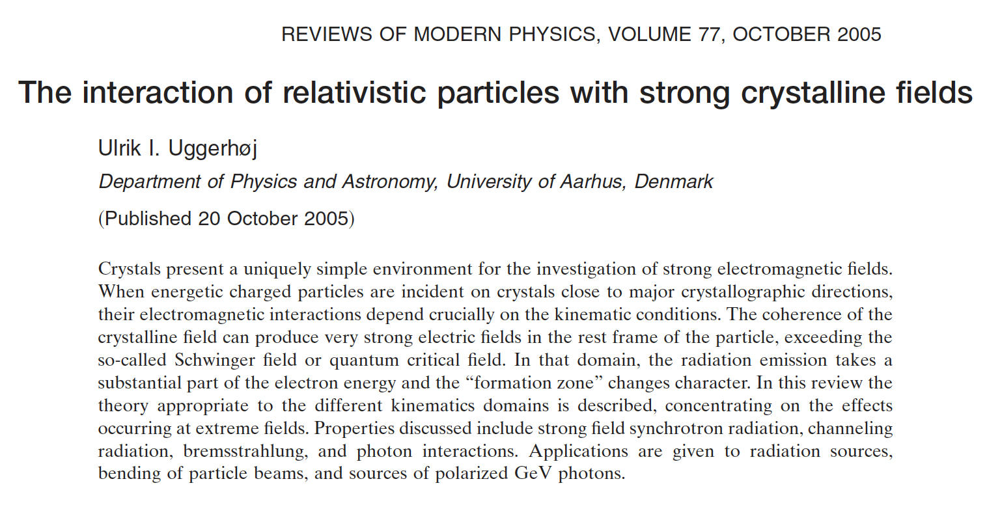 REVIEWS OF MODERN PHYSICS, VOLUME 77, OCTOBER 2005
The interaction of relativistic particles with strong crystalline fields
Ulrik I. Uggerhøj
Department of Physics and Astronomy, University of Aarhus, Denmark
(Published 20 October 2005)
Crystals present a uniquely simple environment for the investigation of strong electromagnetic fields.
When energetic charged particles are incident on crystals close to major crystallographic directions,
their electromagnetic interactions depend crucially on the kinematic conditions. The coherence of the
crystalline field can produce very strong electric fields in the rest frame of the particle, exceeding the
so-called Schwinger field or quantum critical field. In that domain, the radiation emission takes a
substantial part of the electron energy and the “formation zone” changes character. In this review the
theory appropriate to the different kinematics domains is described, concentrating on the effects
occurring at extreme fields. Properties discussed include strong field synchrotron radiation, channeling
radiation, bremsstrahlung, and photon interactions. Applications are given to radiation sources,
bending of particle beams, and sources of polarized GeV photons.